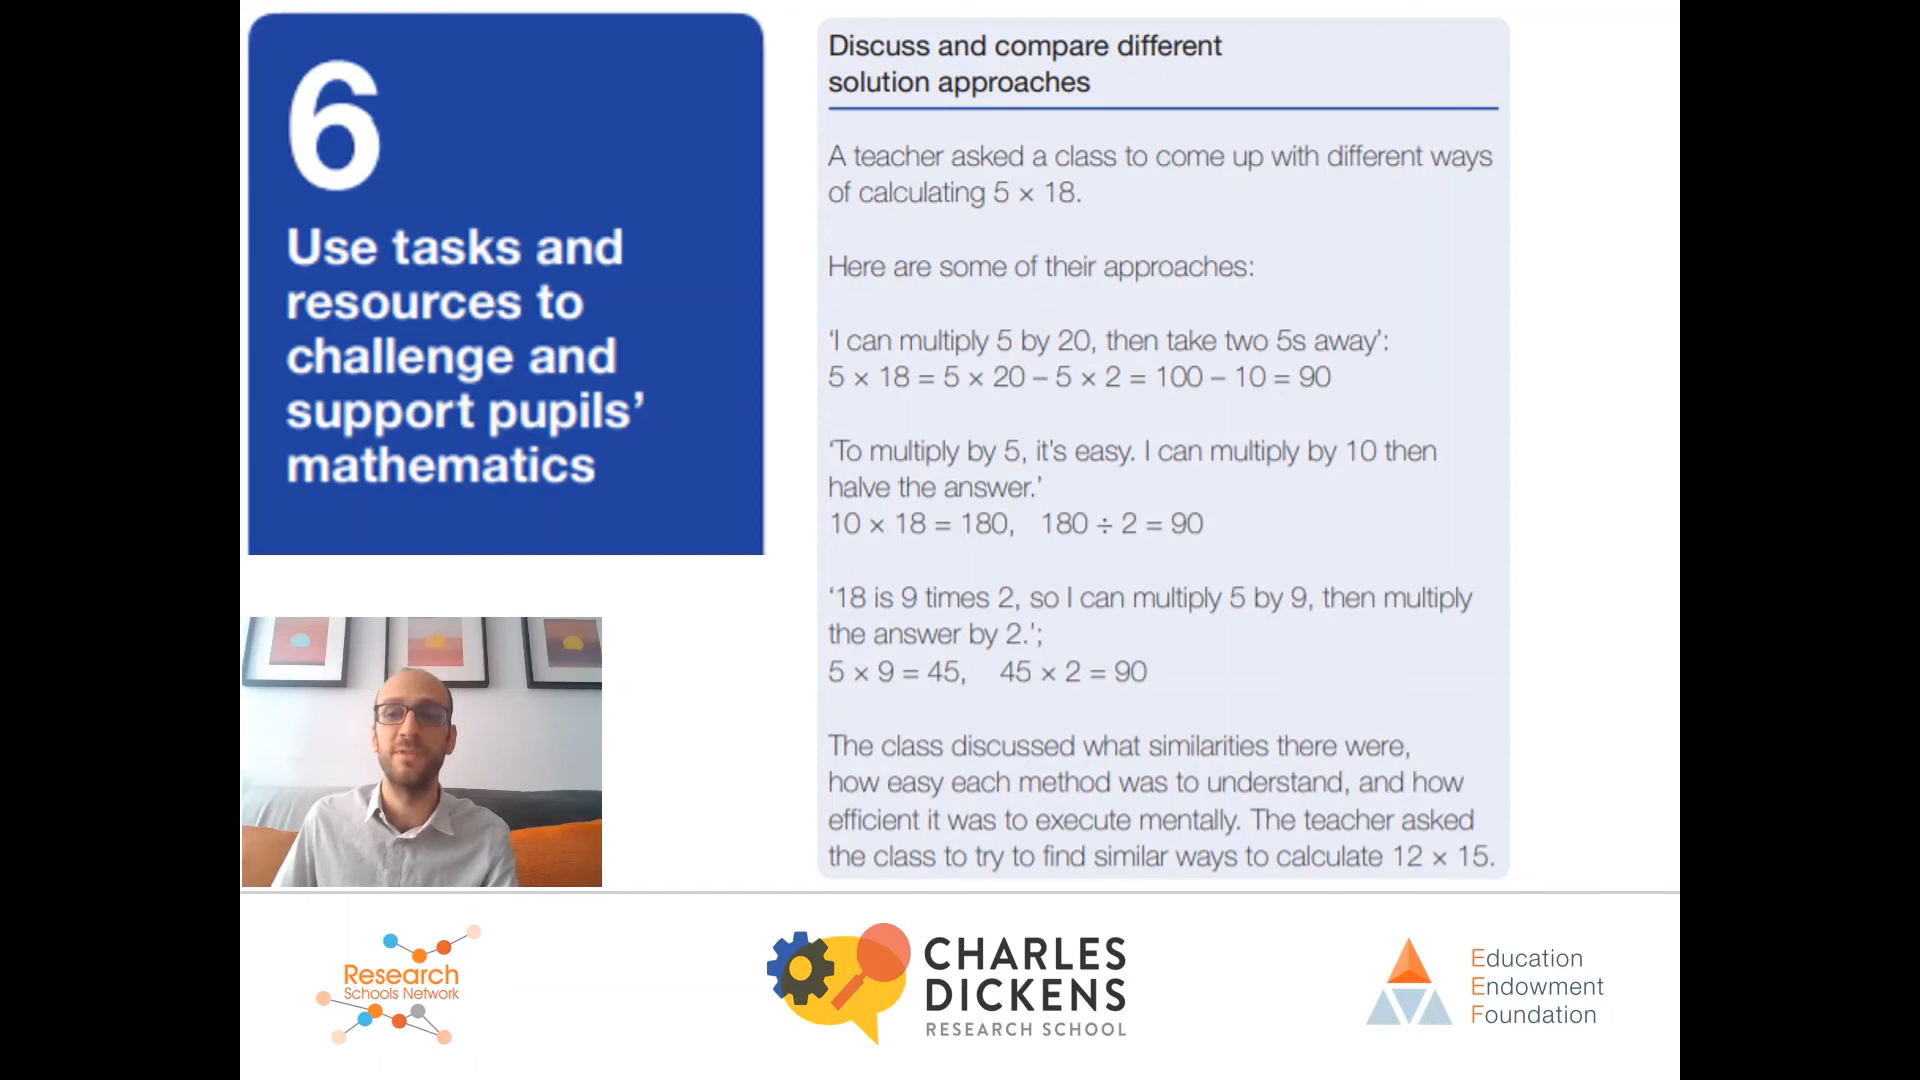 6
Use tasks and
resources to
challenge and
support pupils’
mathematics
Discuss and compare different
solution approaches
A teacher asked a class to come up with different ways
of calculating 5 × 18.
Here are some of their approaches:
‘I can multiply 5 by 20, then take two 5s away’:
5 × 18 = 5 × 20 – 5 × 2 = 100 – 10 = 90
‘To multiply by 5, it's easy. I can multiply by 10 then
halve the answer.’
10 × 18 = 180, 180 ÷ 2 = 90
‘18 is 9 times 2, so I can multiply 5 by 9, then multiply
the answer by 2.’;
5 × 9 = 45, 45 × 2 = 90
The class discussed what similarities there were,
how easy each method was to understand, and how
efficient it was to execute mentally. The teacher asked
the class to try to find similar ways to calculate 12 × 15.
Research
Schools Network
CHARLES
DICKENS
RESEARCH SCHOOL
Education
Endowment
Foundation